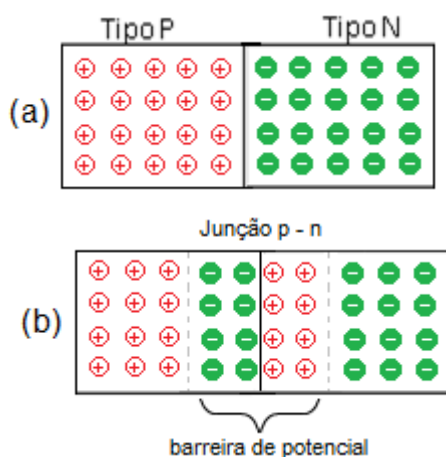 Tipo P
Tipo N
(a)
Junção p - n
(b)
barreira de potencial